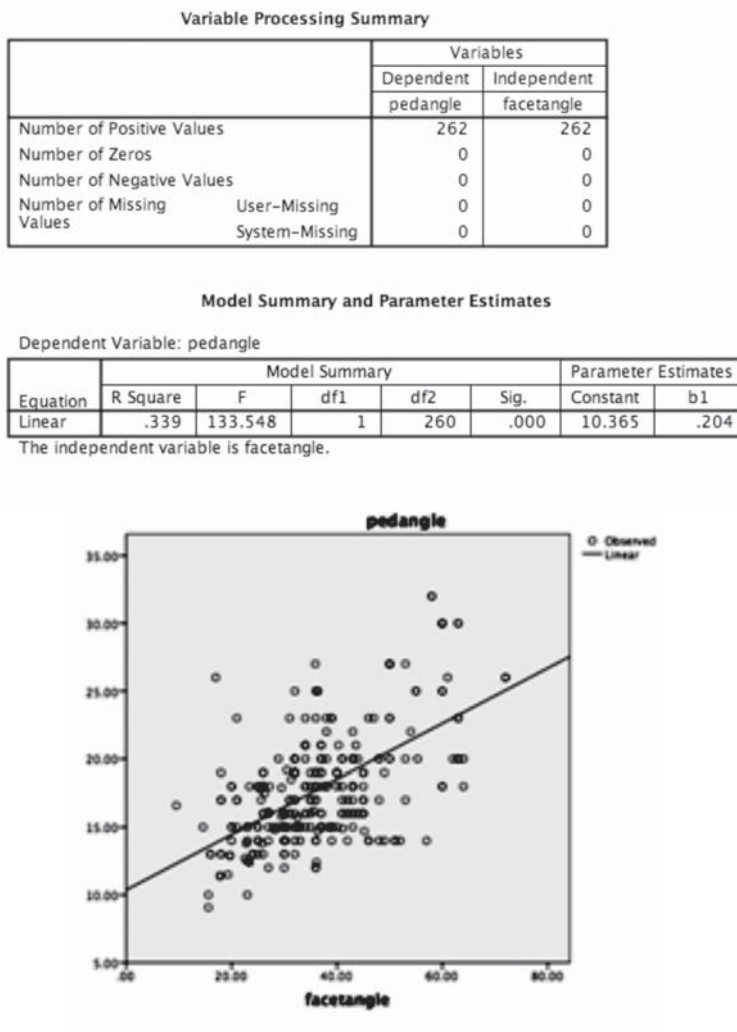 Variable Processing Summary
Variables
Dependent Independent
pedangle facetangle
Number of Positive Values 262 262
Number of Zeros 0 0
Number of Negative Values 0 0
Number of Missing Values User-Missing 0 0
System-Missing 0 0
Model Summary and Parameter Estimates
Dependent Variable: pedangle
Model Summary Parameter Estimates
Equation R Square F df1 df2 Sig. Constant b1
Linear .339 133.548 1 260 .000 10.365 .204
The independent variable is facetangle.
pedangle
Observed
Linear
35.00
30.00
25.00
20.00
15.00
10.00
5.00
.00 20.00 40.00 60.00 80.00
facetangle